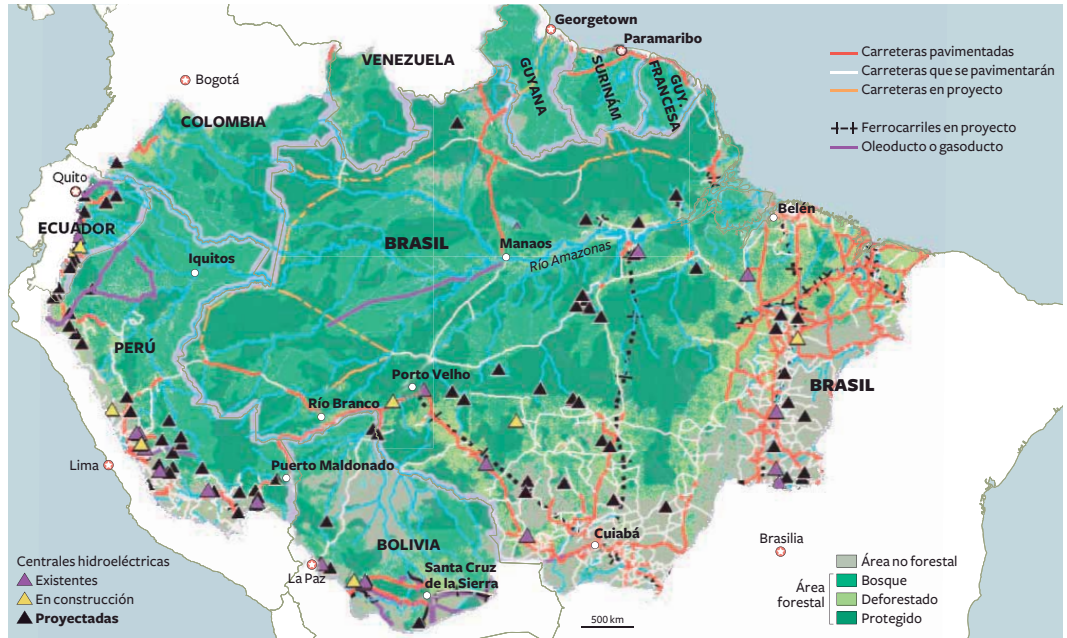 Georgetown
Paramaribo
VENEZUELA
Bogotá
GUYANA
SURINÁM
GUY.
FRANCESA
COLOMBIA
Carreteras pavimentadas
Carreteras que se pavimentarán
Carreteras en proyecto
Ferrocarriles en proyecto
Oleoducto o gasoducto
Quito
ECUADOR
Belén
BRASIL
Manaos
Río Amazonas
Iquitos
PERÚ
Porto Velho
BRASIL
Río Branco
Lima
Puerto Maldonado
Cuiabá
Brasilia
BOLIVIA
La Paz
Santa Cruz
de la Sierra
Centrales hidroeléctricas
Existentes
En construcción
Proyectadas
500 km
Área no forestal
Área
forestal
Bosque
Deforestado
Protegido